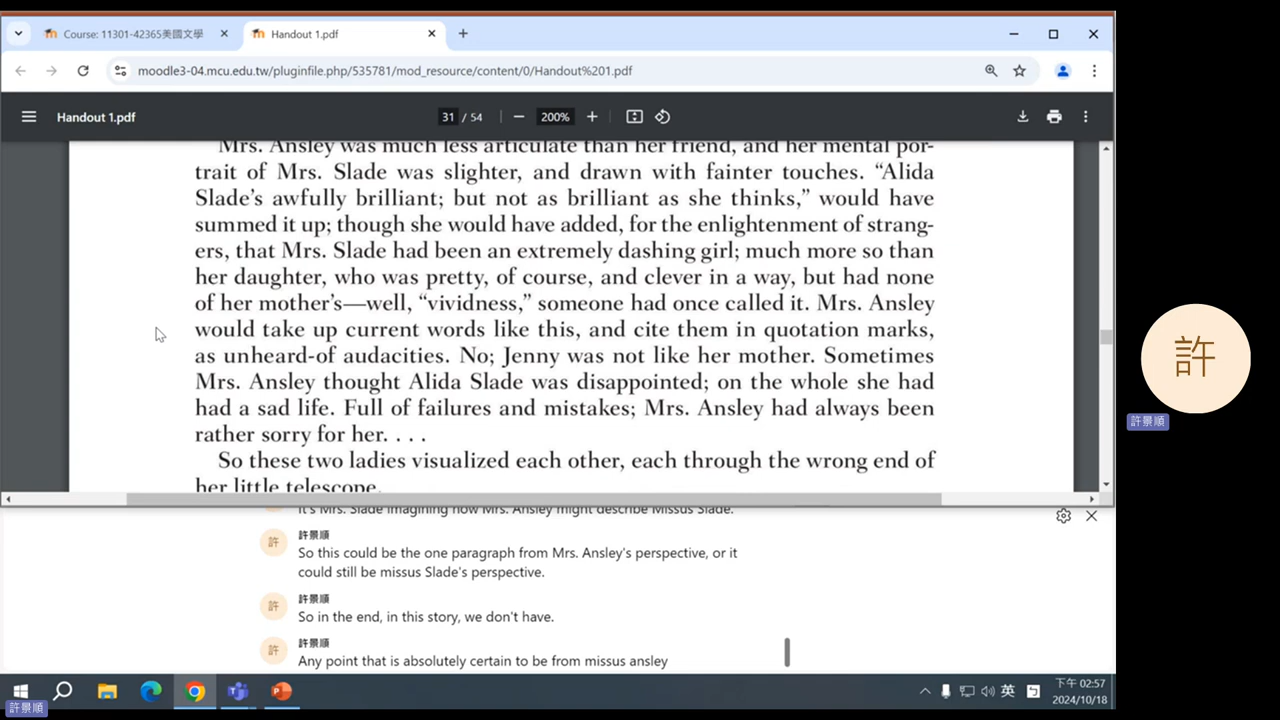 Course: 11301-42365美國文學
Handout 1.pdf
moodle3-04.mcu.edu.tw/pluginfile.php/535781/mod_resource/content/0/Handout%201.pdf
Handout 1.pdf
31 / 54
200%
Mrs. Ansley was much less articulate than her friend, and her mental por-
trait of Mrs. Slade was slighter, and drawn with fainter touches. “Alida
Slade’s awfully brilliant; but not as brilliant as she thinks,” would have
summed it up; though she would have added, for the enlightenment of strang-
ers, that Mrs. Slade had been an extremely dashing girl; much more so than
her daughter, who was pretty, of course, and clever in a way, but had none
of her mother’s—well, “vividness,” someone had once called it. Mrs. Ansley
would take up current words like this, and cite them in quotation marks,
as unheard-of audacities. No; Jenny was not like her mother. Sometimes
Mrs. Ansley thought Alida Slade was disappointed; on the whole she had
had a sad life. Full of failures and mistakes; Mrs. Ansley had always been
rather sorry for her. . . .
So these two ladies visualized each other, each through the wrong end of
her little telescope.
許
許景順
It's Mrs. Slade imagining how Mrs. Ansley might describe Missus Slade.
許
許景順
So this could be the one paragraph from Mrs. Ansley's perspective, or it
could still be missus Slade's perspective.
許
許景順
So in the end, in this story, we don't have.
許
許景順
Any point that is absolutely certain to be from missus ansley
英
下午 02:57
2024/10/18
許景順